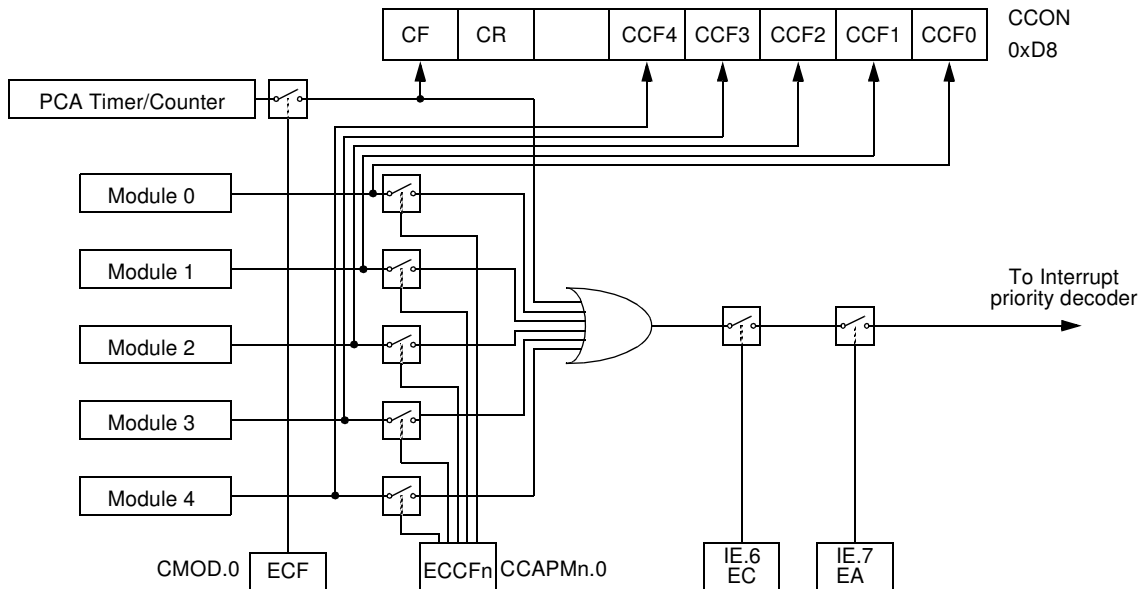 CF CR CCF4 CCF3 CCF2 CCF1 CCF0
CCON
0xD8
PCA Timer/Counter
Module 0
Module 1
Module 2
Module 3
Module 4
To Interrupt
priority decoder
CMOD.0
ECF
ECCFn
CCAPMn.0
IE.6
EC
IE.7
EA